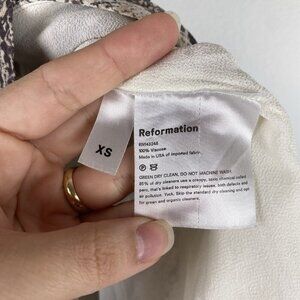 XS
Reformation
100% Viscose
Made in USA of imported fabric.
GREEN DRY CLEAN, DO NOT MACHINE WASH.
85% of dry cleaners use a creepy, toxic chemical called
perc, that's linked to respiratory issues, birth defects and
air pollution. Yuck. Skip the standard dry cleaning and opt
for green and organic cleaners.